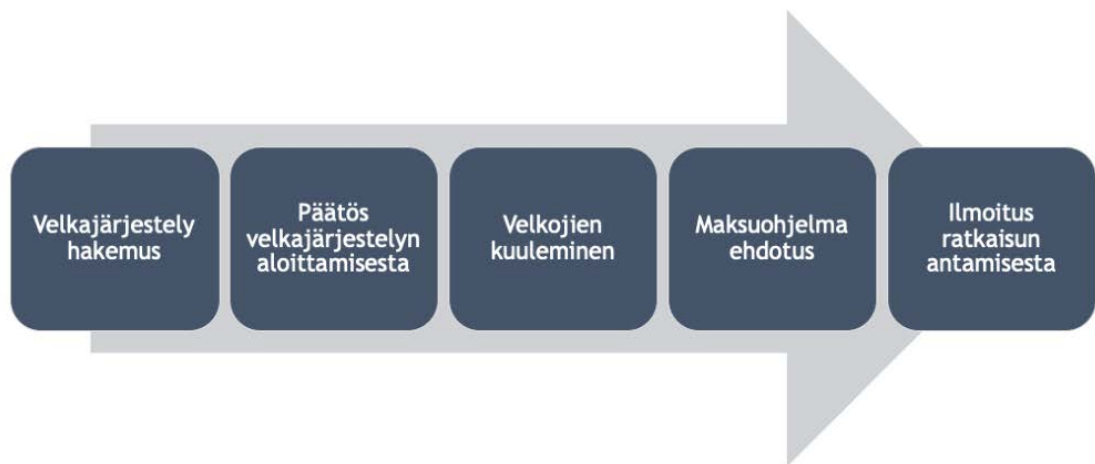 Velkajärjestely
hakemus
Päätös
velkajärjestelyn
aloittamisesta
Velkojien
kuuleminen
Maksuohjelma
ehdotus
Ilmoitus
ratkaisun
antamisesta